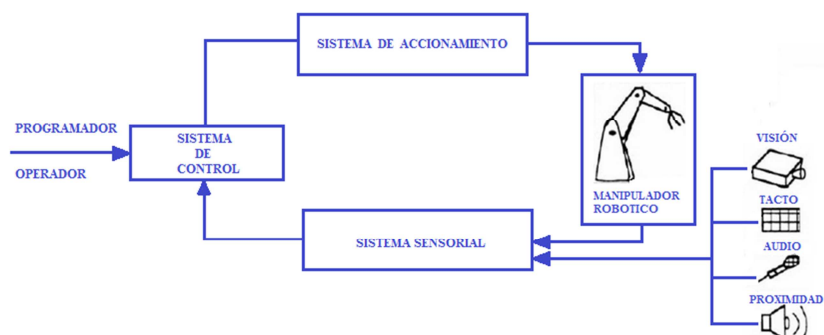 SISTEMA DE ACCIONAMIENTO
PROGRAMADOR
OPERADOR
SISTEMA
DE
CONTROL
MANIPULADOR
ROBOTICO
SISTEMA SENSORIAL
VISIÓN
TACTO
AUDIO
PROXIMIDAD